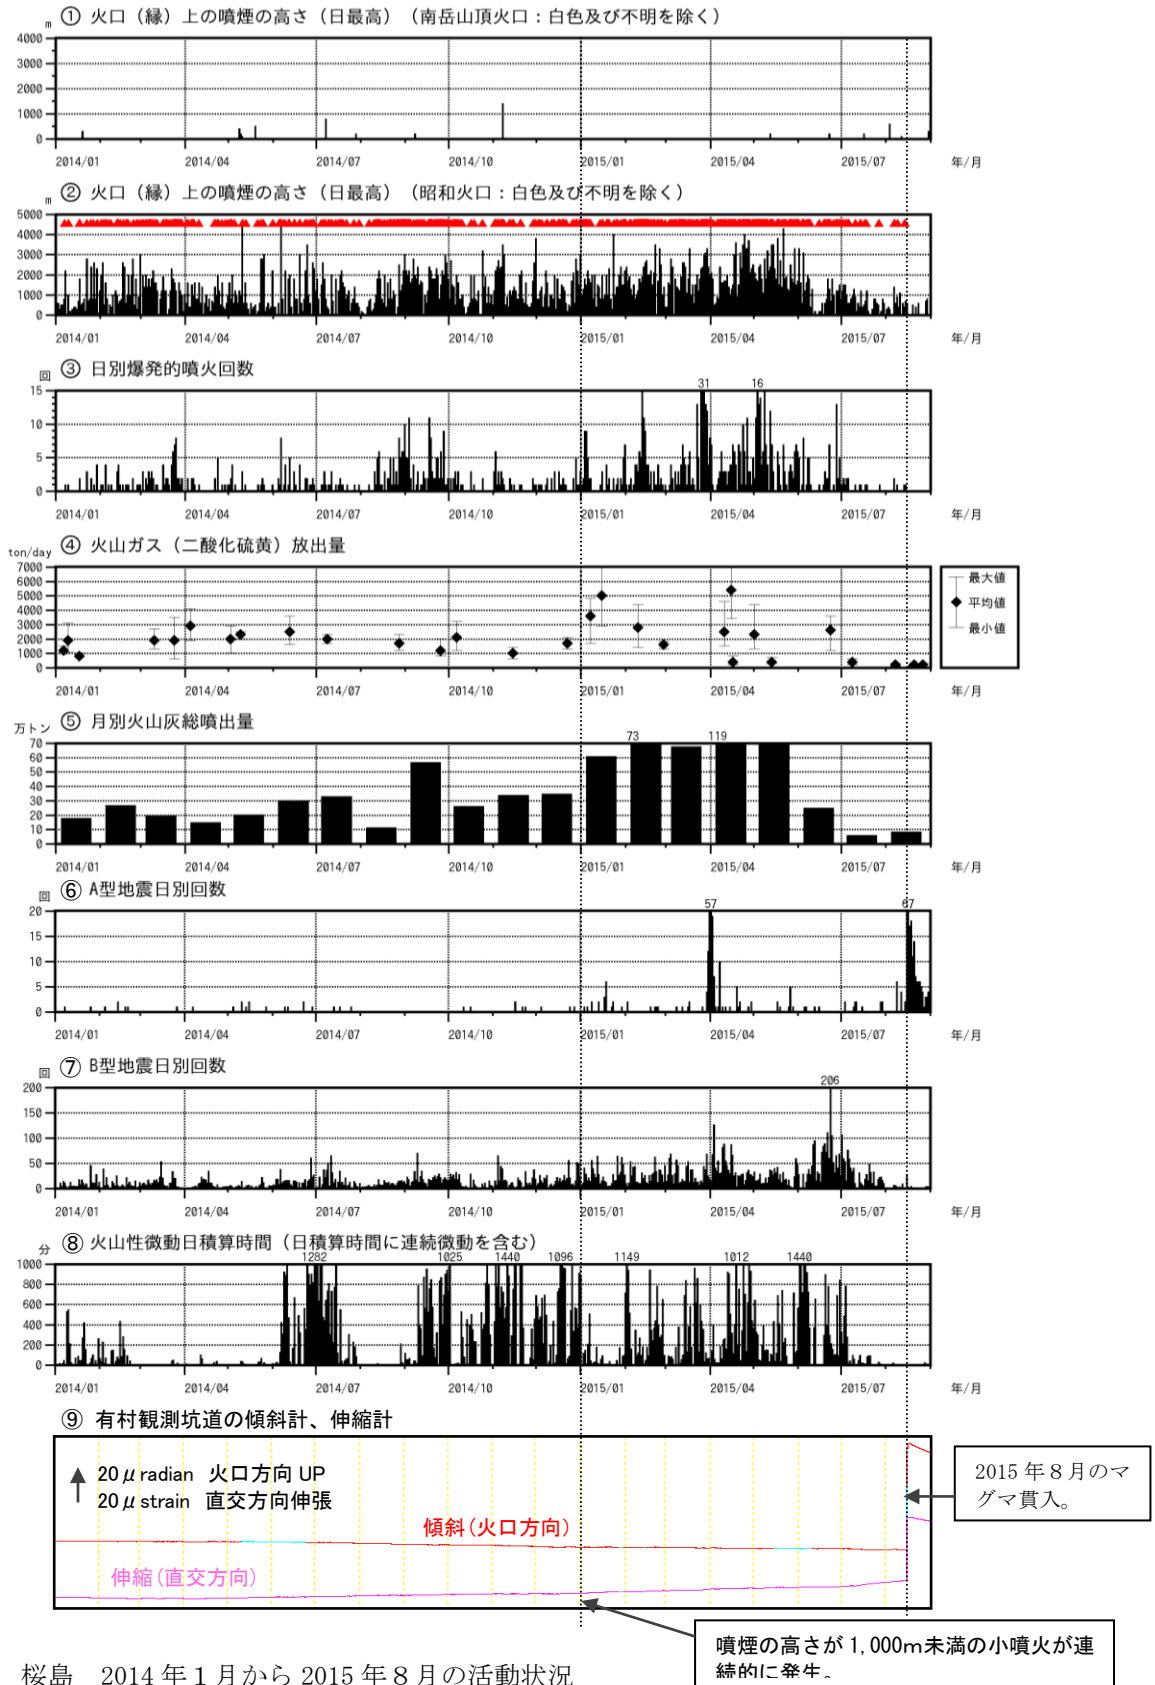 ① 火口（縁）上の噴煙の高さ（日最高）（南岳山頂火口：白色及び不明を除く）
m
4000
3000
2000
1000
0
2014/01 2014/04 2014/07 2014/10 2015/01 2015/04 2015/07 年/月
② 火口（縁）上の噴煙の高さ（日最高）（昭和火口：白色及び不明を除く）
m
5000
4000
3000
2000
1000
0
2014/01 2014/04 2014/07 2014/10 2015/01 2015/04 2015/07 年/月
③ 日別爆発的噴火回数
回
31 16
15
10
5
0
2014/01 2014/04 2014/07 2014/10 2015/01 2015/04 2015/07 年/月
④ 火山ガス（二酸化硫黄）放出量
ton/day
7000
6000
5000
4000
3000
2000
1000
0
最大値
平均値
最小値
2014/01 2014/04 2014/07 2014/10 2015/01 2015/04 2015/07 年/月
⑤ 月別火山灰総噴出量
万トン
73 119
70
60
50
40
30
20
10
0
2014/01 2014/04 2014/07 2014/10 2015/01 2015/04 2015/07 年/月
⑥ A型地震日別回数
回
57 67
20
15
10
5
0
2014/01 2014/04 2014/07 2014/10 2015/01 2015/04 2015/07 年/月
⑦ B型地震日別回数
回
206
200
150
100
50
0
2014/01 2014/04 2014/07 2014/10 2015/01 2015/04 2015/07 年/月
⑧ 火山性微動日積算時間（日積算時間に連続微動を含む）
分
1282 1025 1440 1096 1149 1012 1440
1000
800
600
400
200
0
2014/01 2014/04 2014/07 2014/10 2015/01 2015/04 2015/07 年/月
⑨ 有村観測坑道の傾斜計、伸縮計
20μradian 火口方向 UP
20μstrain 直交方向伸張
傾斜(火口方向)
伸縮(直交方向)
2015 年８月のマ
グマ貫入。
噴煙の高さが 1,000m未満の小噴火が連
続的に発生。
桜島 2014 年１月から 2015 年８月の活動状況